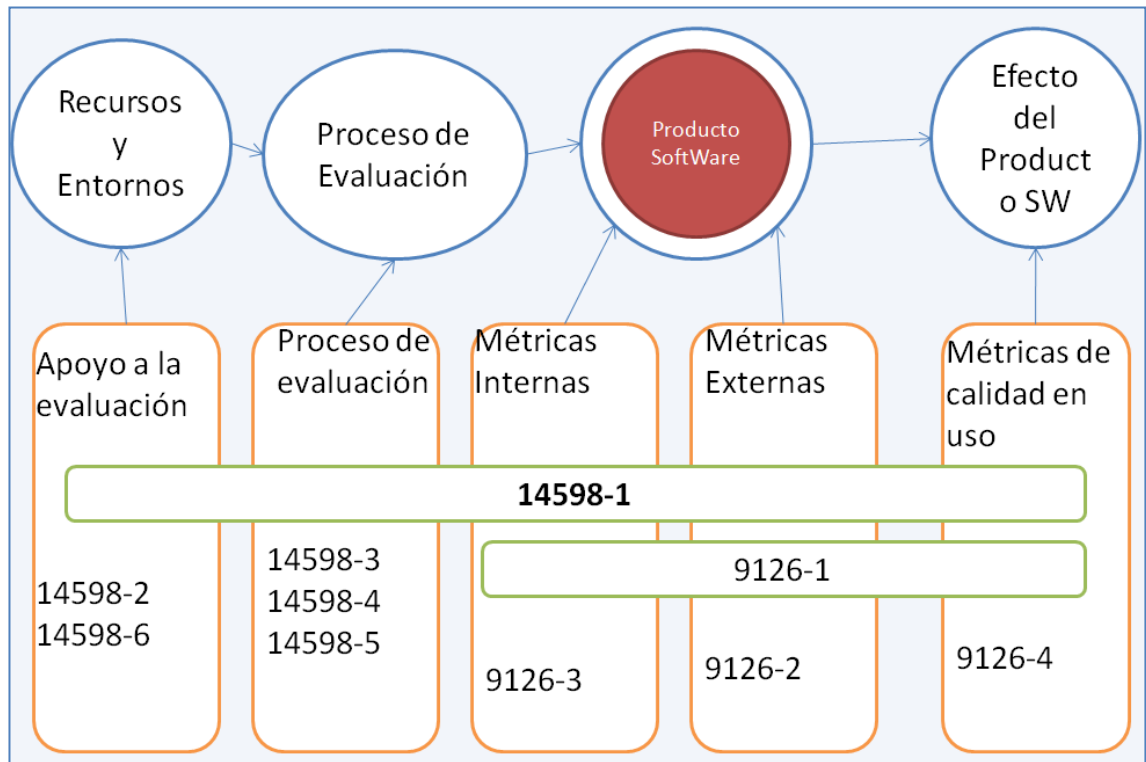 Recursos
y
Entornos
Proceso de
Evaluación
Producto
SoftWare
Efecto
del
Product
o SW
Apoyo a la
evaluación
Proceso de
evaluación
Métricas
Internas
Métricas
Externas
Métricas de
calidad en
uso
14598-1
9126-1
14598-2
14598-6
14598-3
14598-4
14598-5
9126-3
9126-2
9126-4